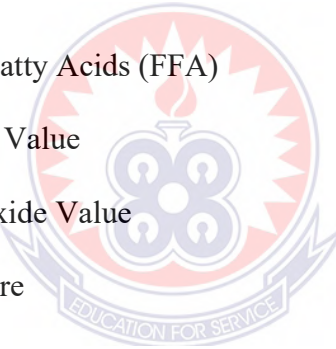 atty Acids (FFA)
Value
xide Value
re
EDUCATION FOR SERVICE